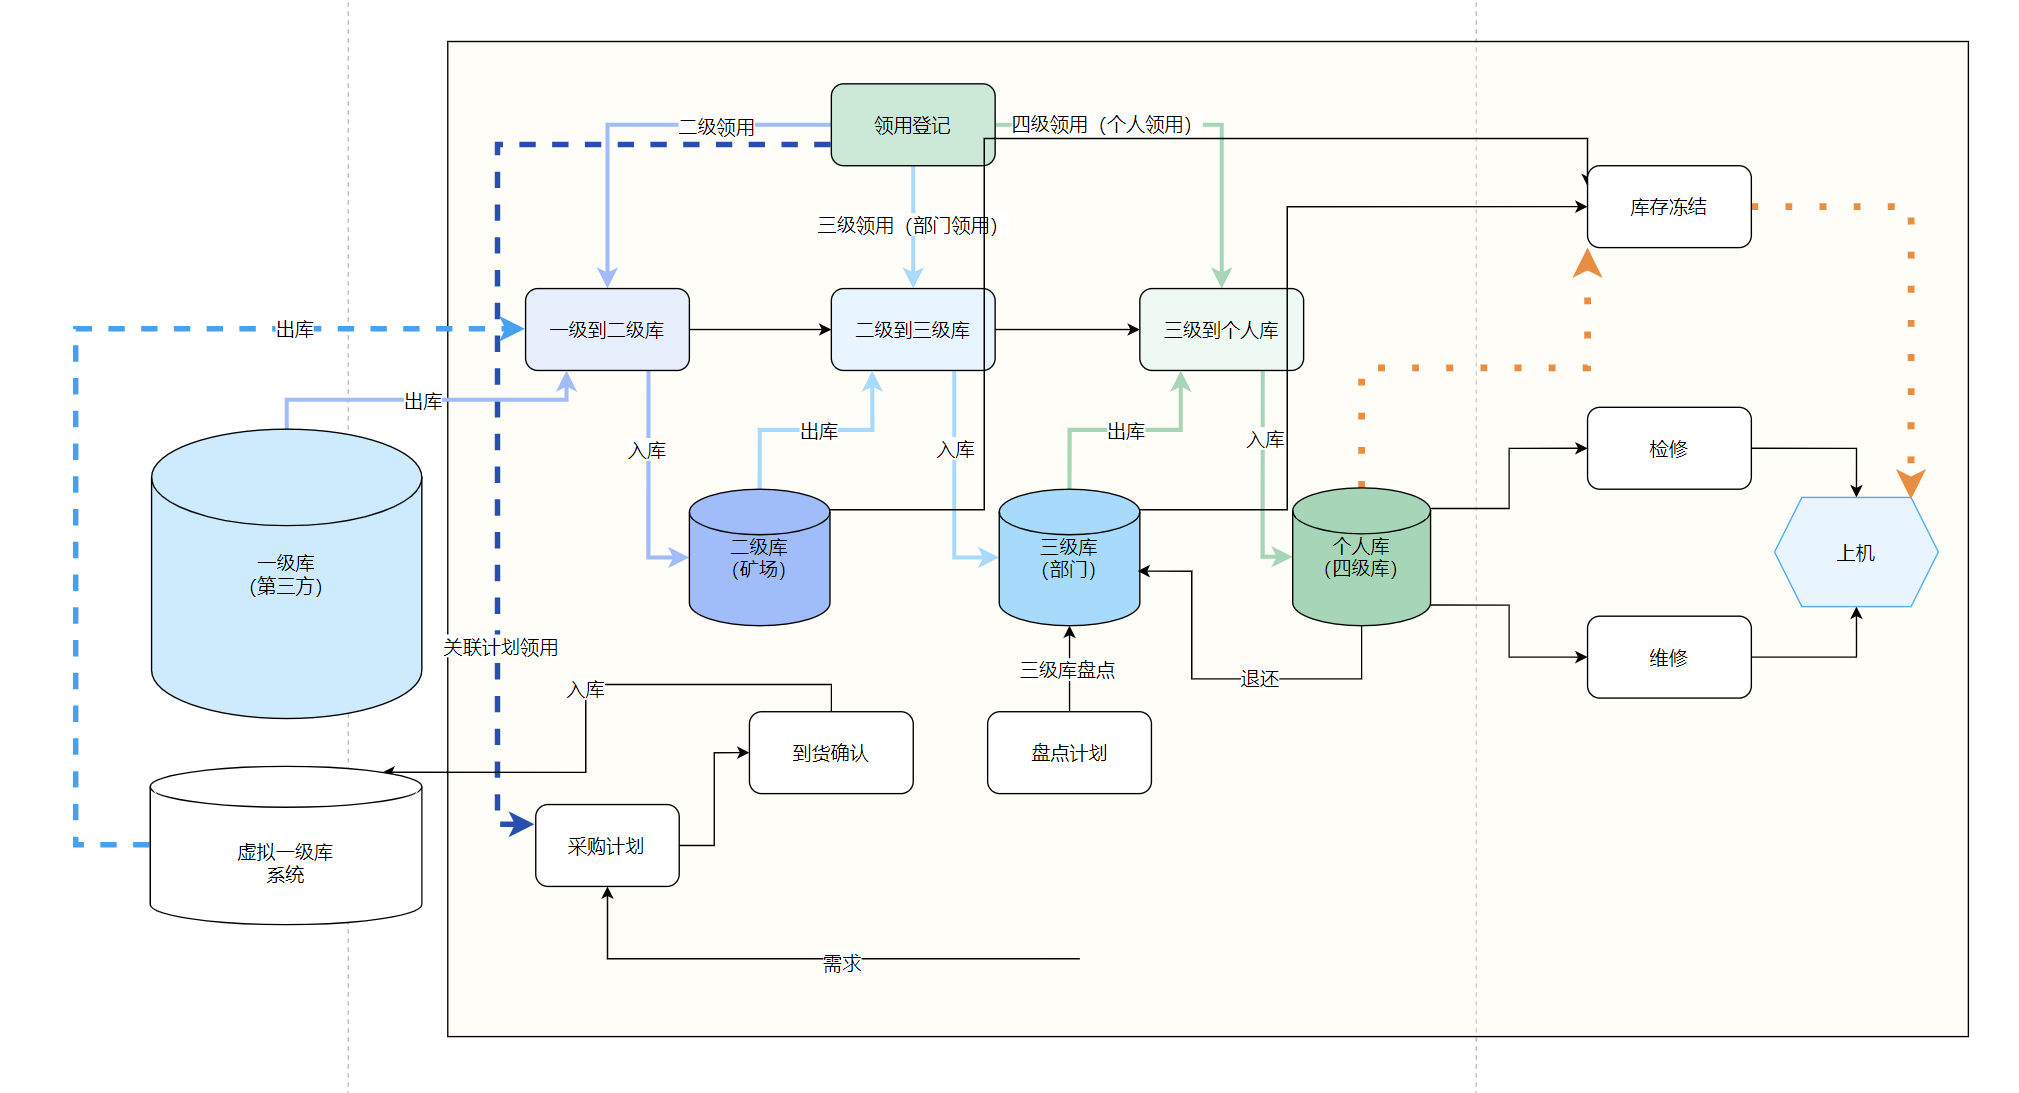 领用登记
二级领用
四级领用（个人领用）
三级领用（部门领用）
库存冻结
出库
一级到二级库
二级到三级库
三级到个人库
出库
入库
出库
入库
出库
入库
检修
一级库
（第三方）
二级库
（矿场）
三级库
（部门）
个人库
（四级库）
上机
关联计划领用
三级库盘点
退还
维修
入库
到货确认
盘点计划
虚拟一级库
系统
采购计划
需求